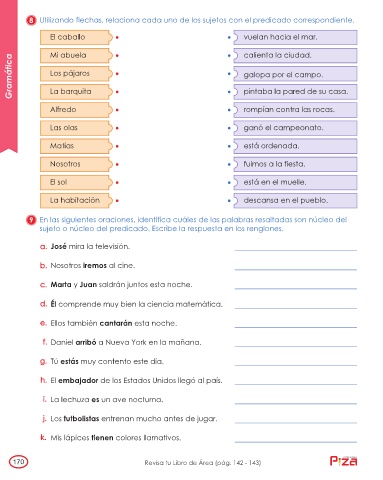 Gramática
8 Utilizando flechas, relaciona cada uno de los sujetos con el predicado correspondiente.
El caballo • • vuelan hacia el mar.
Mi abuela • • calienta la ciudad.
Los pájaros • • galopa por el campo.
La barquita • • pintaba la pared de su casa.
Alfredo • • rompían contra las rocas.
Las olas • • ganó el campeonato.
Matías • • está ordenada.
Nosotros • • fuimos a la fiesta.
El sol • • está en el muelle.
La habitación • • descansa en el pueblo.
9 En las siguientes oraciones, identifica cuáles de las palabras resaltadas son núcleo del
sujeto o núcleo del predicado. Escribe la respuesta en los renglones.
a. José mira la televisión.
b. Nosotros iremos al cine.
c. Marta y Juan saldrán juntos esta noche.
d. Él comprende muy bien la ciencia matemática.
e. Ellos también cantarán esta noche.
f. Daniel arribó a Nueva York en la mañana.
g. Tú estás muy contento este día.
h. El embajador de los Estados Unidos llegó al país.
i. La lechuza es un ave nocturna.
j. Los futbolistas entrenan mucho antes de jugar.
k. Mis lápices tienen colores llamativos.
170
Revisa tu Libro de Área (pág. 142 - 143)